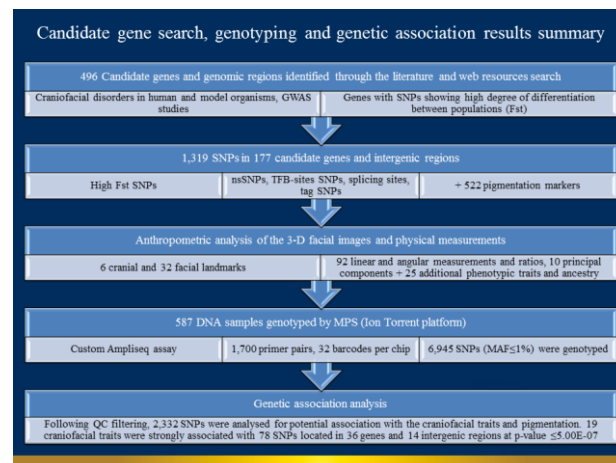 Candidate gene search, genotyping and genetic association results summary
496 Candidate genes and genomic regions identified through the literature and web resources search
Craniofacial disorders in human and model organisms, GWAS
studies
Genes with SNPs showing high degree of differentiation
between populations (Fst)
1,319 SNPs in 177 candidate genes and intergenic regions
High Fst SNPs
nsSNPs, TFB-sites SNPs, splicing sites,
tag SNPs
+ 522 pigmentation markers
Anthropometric analysis of the 3-D facial images and physical measurements
6 cranial and 32 facial landmarks
92 linear and angular measurements and ratios, 10 principal
components + 25 additional phenotypic traits and ancestry
587 DNA samples genotyped by MPS (Ion Torrent platform)
Custom Ampliseq assay
1,700 primer pairs, 32 barcodes per chip
6,945 SNPs (MAF≤1%) were genotyped
Genetic association analysis
Following QC filtering, 2,332 SNPs were analysed for potential association with the craniofacial traits and pigmentation. 19
craniofacial traits were strongly associated with 78 SNPs located in 36 genes and 14 intergenic regions at p-value ≤5.00E-07